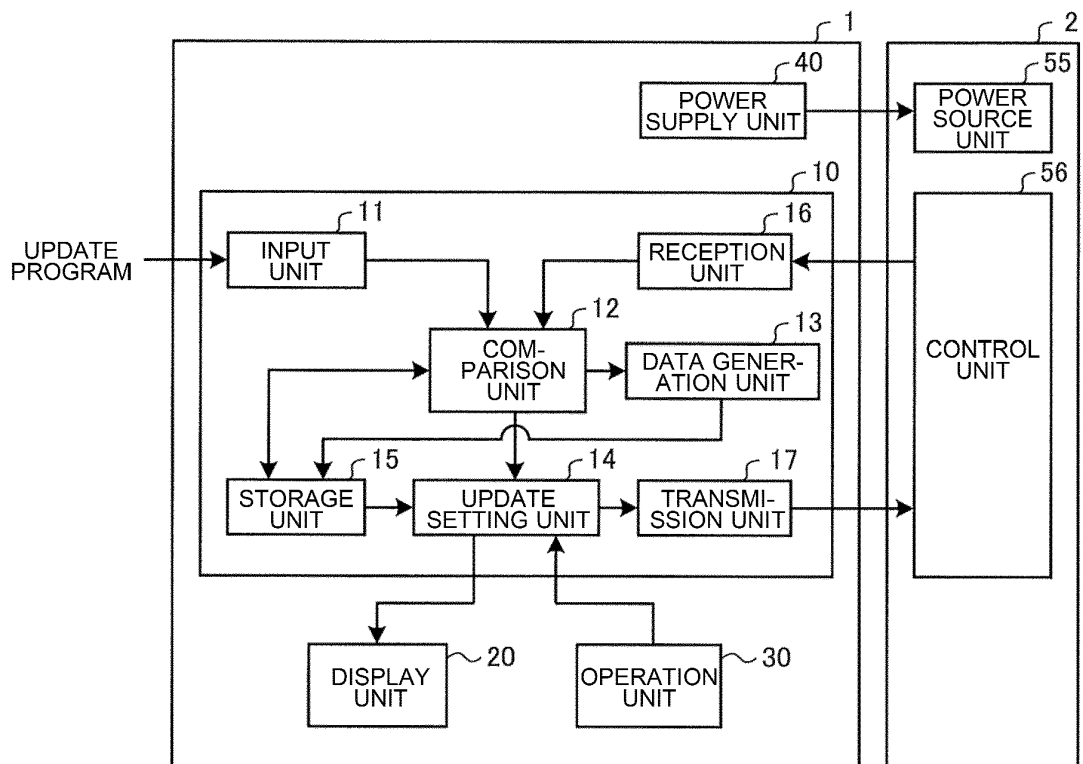 1
2
40
55
POWER
SUPPLY UNIT
POWER
SOURCE
UNIT
10
56
11
16
UPDATE
PROGRAM
INPUT
UNIT
RECEPTION
UNIT
12
13
COM-
PARISON
UNIT
DATA GENER-
ATION UNIT
CONTROL
UNIT
15
14
17
STORAGE
UNIT
UPDATE
SETTING UNIT
TRANSMI-
SSION UNIT
20
30
DISPLAY
UNIT
OPERATION
UNIT